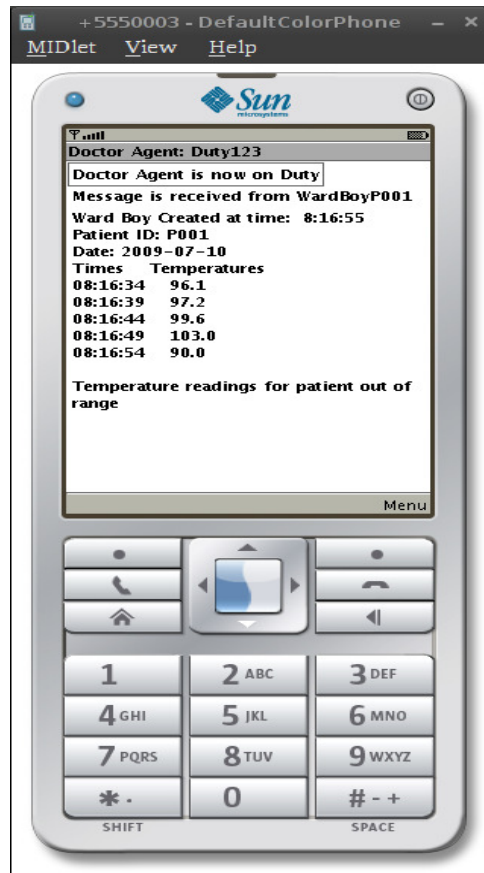 +5550003 - DefaultColorPhone
MIDlet View Help
Sun
microsystems
Doctor Agent: Duty123
Doctor Agent is now on Duty
Message is received from WardBoyP001
Ward Boy Created at time: 8:16:55
Patient ID: P001
Date: 2009-07-10
Times Temperatures
08:16:34 96.1
08:16:39 97.2
08:16:44 99.6
08:16:49 103.0
08:16:54 90.0
Temperature readings for patient out of
range
Menu
1 2 ABC 3 DEF
4 GHI 5 JKL 6 MNO
7 PQRS 8 TUV 9 WXYZ
* . 0 # - +
SHIFT SPACE